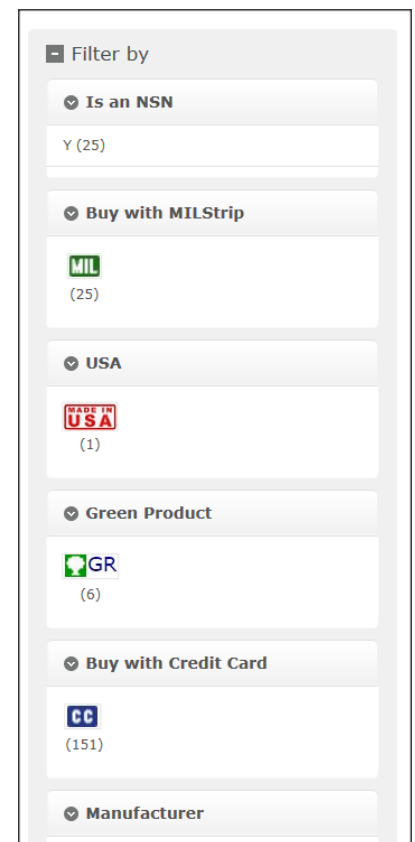 Filter by
Is an NSN
Y (25)
Buy with MILStrip
MIL
(25)
USA
MADE IN
USA
(1)
Green Product
GR
(6)
Buy with Credit Card
CC
(151)
Manufacturer